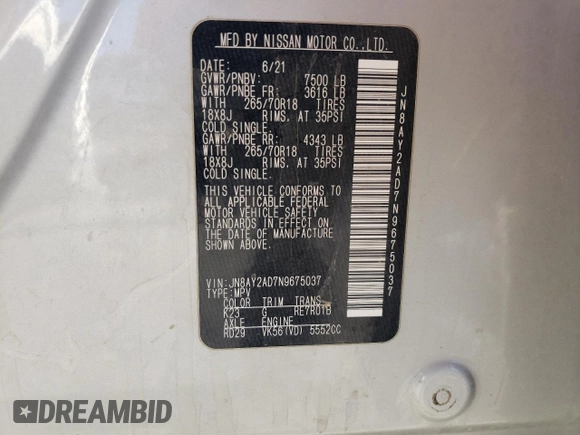 MFD BY NISSAN MOTOR CO.,LTD.
DATE: 6/21
GVWR/PNBV: 7500 LB
GAWR/PNBE FR: 3616 LB
WITH 265/70R18 TIRES
18X8J RIMS, AT 35PSI
COLD SINGLE.
GAWR/PNBE RR: 4343 LB
WITH 265/70R18 TIRES
18X8J RIMS, AT 35PSI
COLD SINGLE.
THIS VEHICLE CONFORMS TO
ALL APPLICABLE FEDERAL
MOTOR VEHICLE SAFETY
STANDARDS IN EFFECT ON
THE DATE OF MANUFACTURE
SHOWN ABOVE.
VIN: JN8AY2AD7N9675037
TYPE: MPV
COLOR TRIM TRANS
K23 G RE7R01B
AXLE ENGINE
RD29 VK56(VD) 5552CC
JN8AY2AD7N9675037
DREAMBID